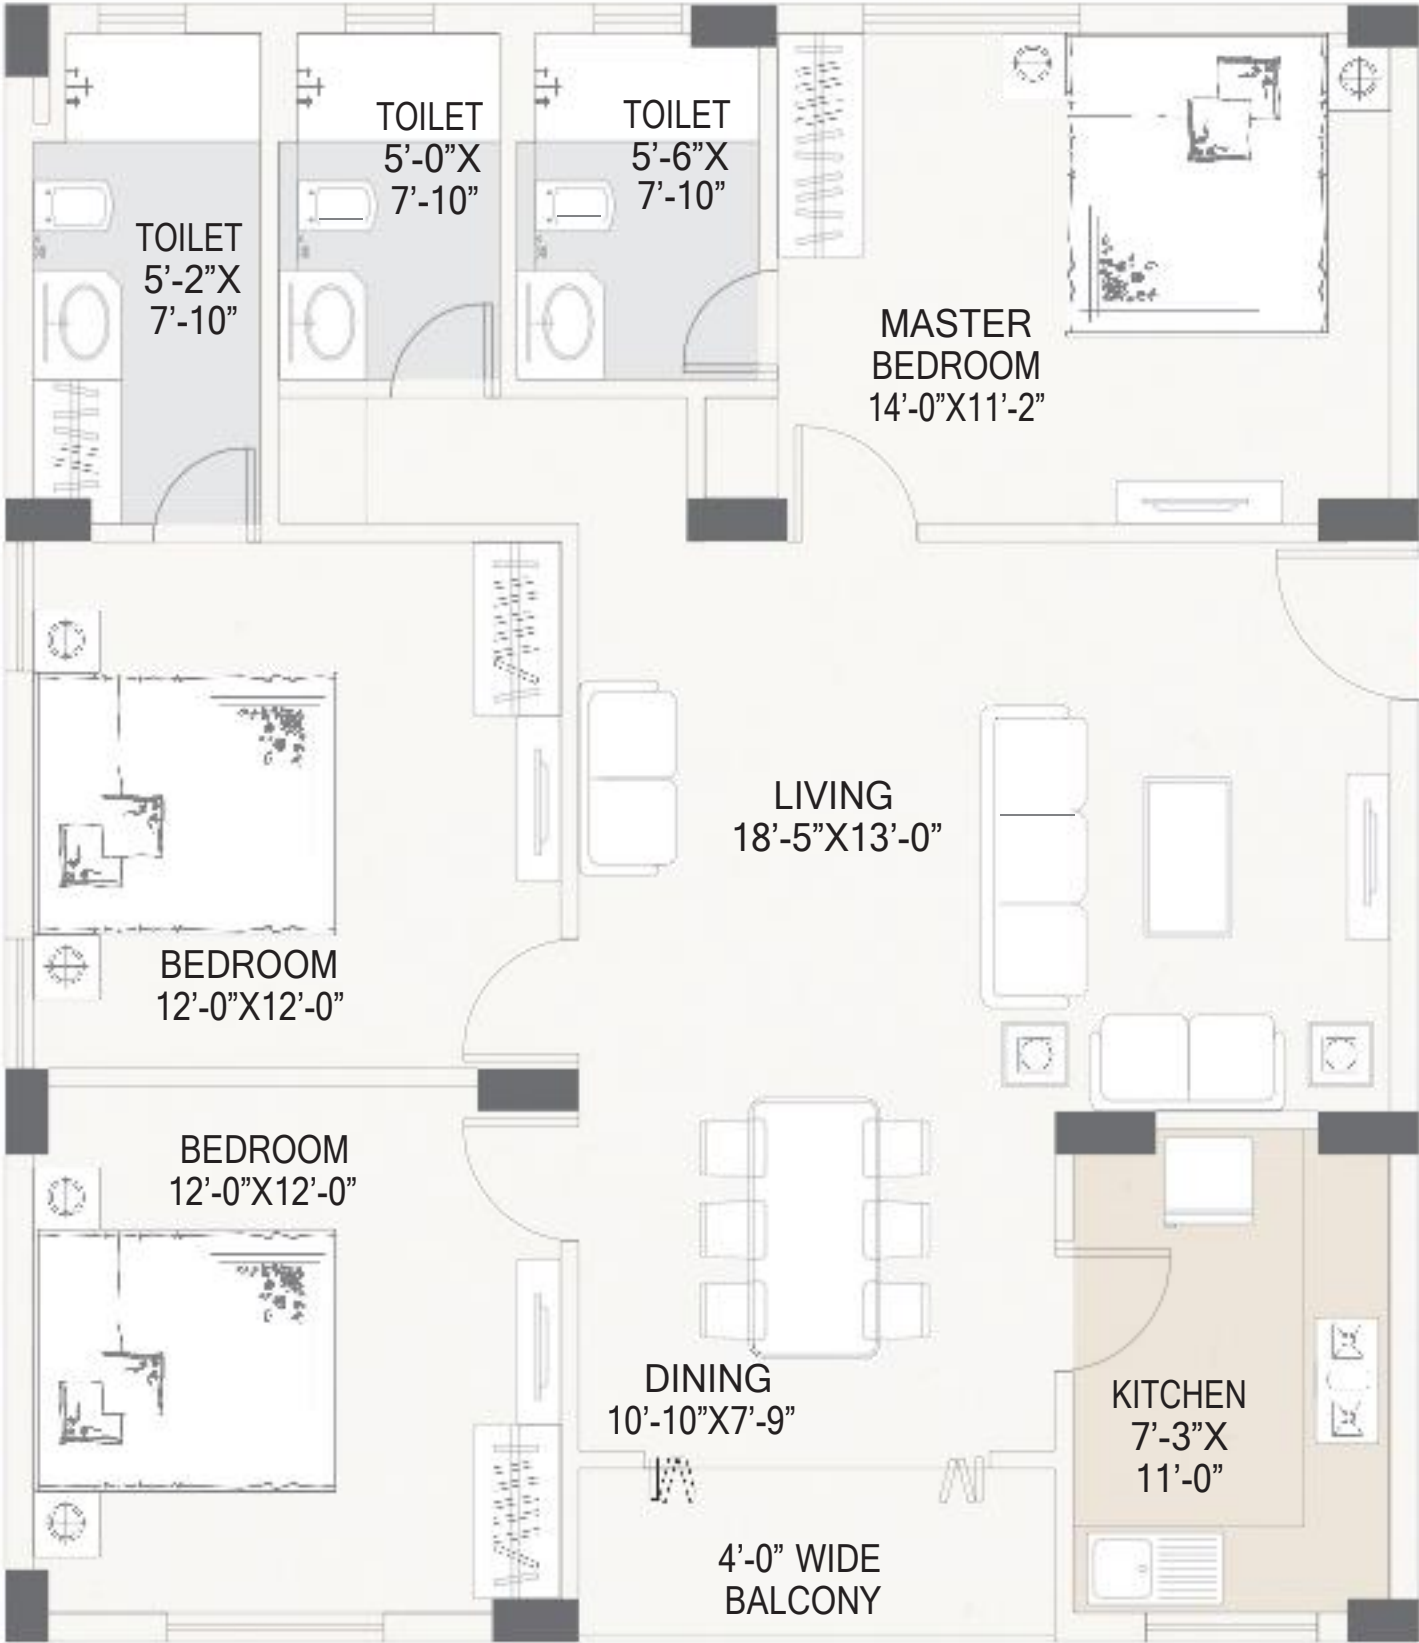 TOILET
5'-0”X
7'-10”
TOILET
5'-6”X
7'-10”
TOILET
5'-2”X
7'-10”
MASTER
BEDROOM
14'-0”X11'-2”
LIVING
18'-5”X13'-0”
BEDROOM
12'-0”X12'-0”
BEDROOM
12'-0”X12'-0”
DINING
10'-10”X7'-9”
KITCHEN
7'-3”X
11'-0”
4'-0” WIDE
BALCONY